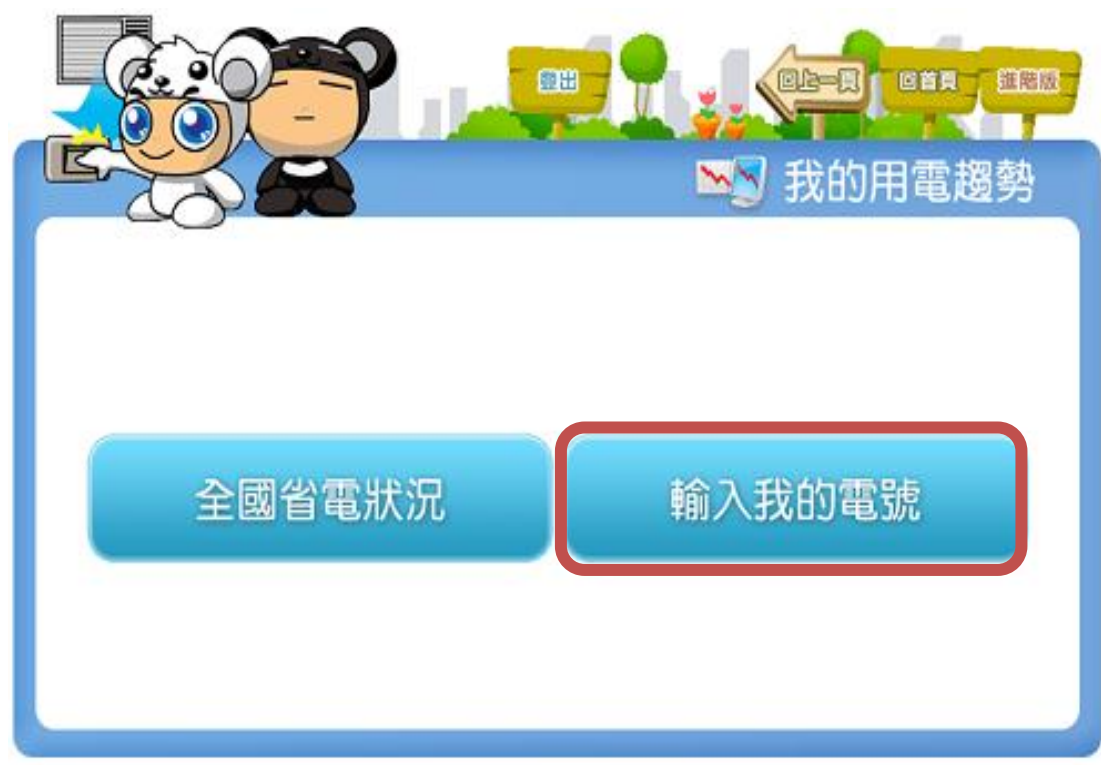 登出
回上一頁
回首頁
進階版
我的用電趨勢
全國省電狀況
輸入我的電號